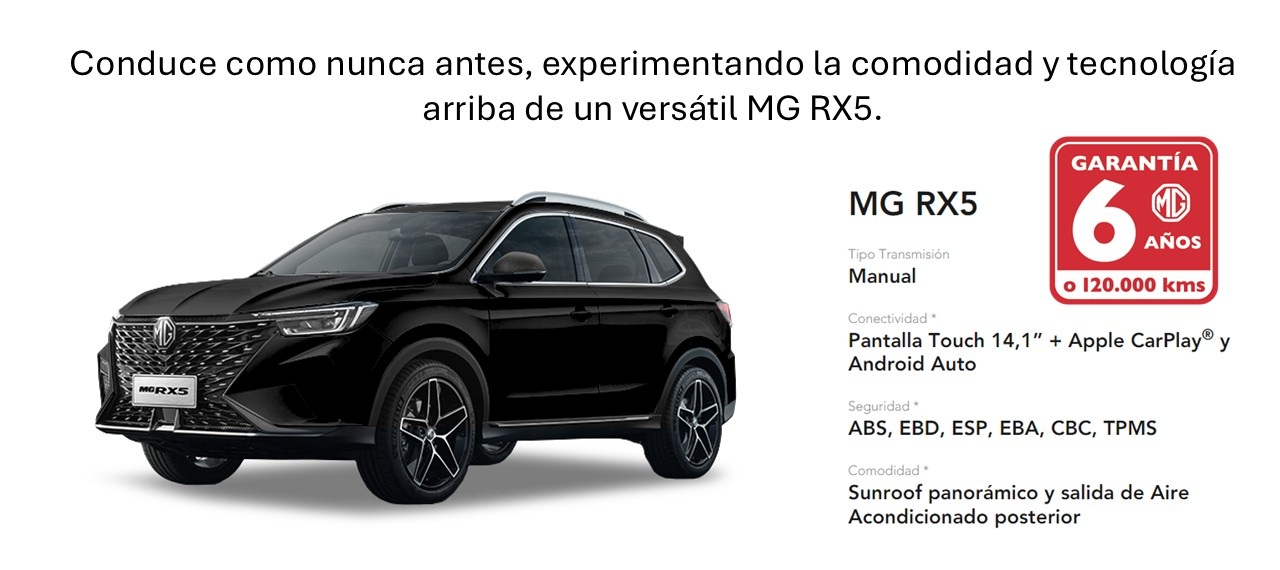 Conduce como nunca antes, experimentando la comodidad y tecnología
arriba de un versátil MG RX5.
GARANTÍA
6 MG
AÑOS
o 120.000 kms
MG RX5
Tipo Transmisión
Manual
Conectividad *
Pantalla Touch 14,1” + Apple CarPlay® y
Android Auto
Seguridad *
ABS, EBD, ESP, EBA, CBC, TPMS
Comodidad *
Sunroof panorámico y salida de Aire
Acondicionado posterior
MG
MG RX5